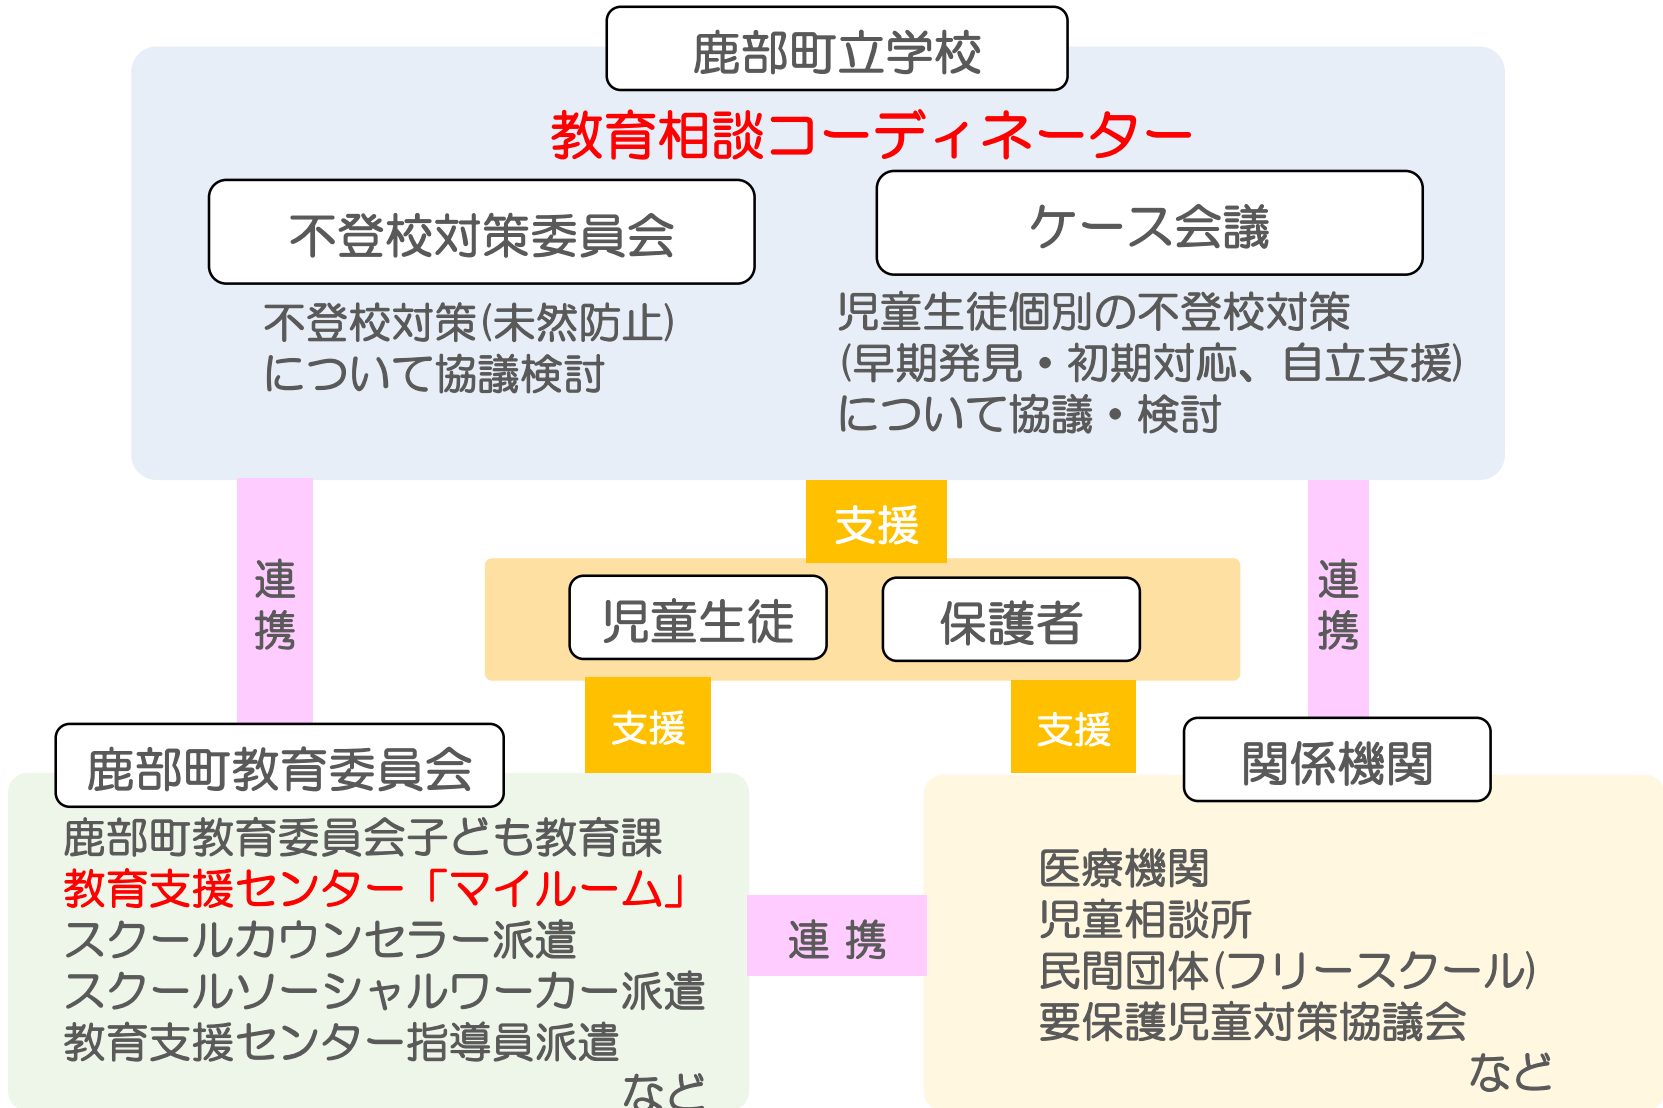 鹿部町立学校
教育相談コーディネーター
不登校対策委員会
ケース会議
不登校対策(未然防止)
について協議検討
児童生徒個別の不登校対策
(早期発見・初期対応、自立支援)
について協議・検討
支援
連携
児童生徒
保護者
連携
支援
支援
鹿部町教育委員会
関係機関
鹿部町教育委員会子ども教育課
教育支援センター「マイルーム」
スクールカウンセラー派遣
スクールソーシャルワーカー派遣
教育支援センター指導員派遣
など
連 携
医療機関
児童相談所
民間団体(フリースクール)
要保護児童対策協議会
など